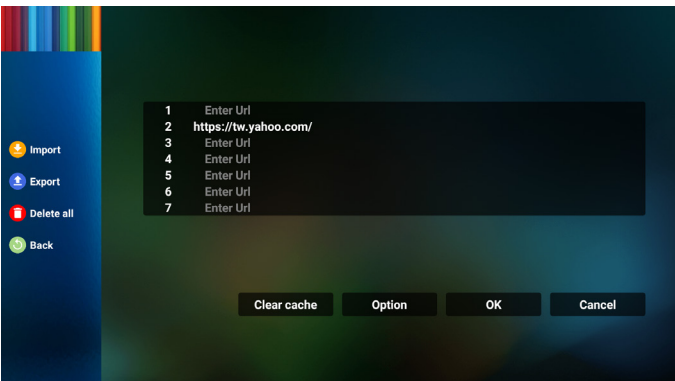 1 Enter Url
2 https://tw.yahoo.com/
3 Enter Url
4 Enter Url
5 Enter Url
6 Enter Url
7 Enter Url
Import
Export
Delete all
Back
Clear cache Option OK Cancel